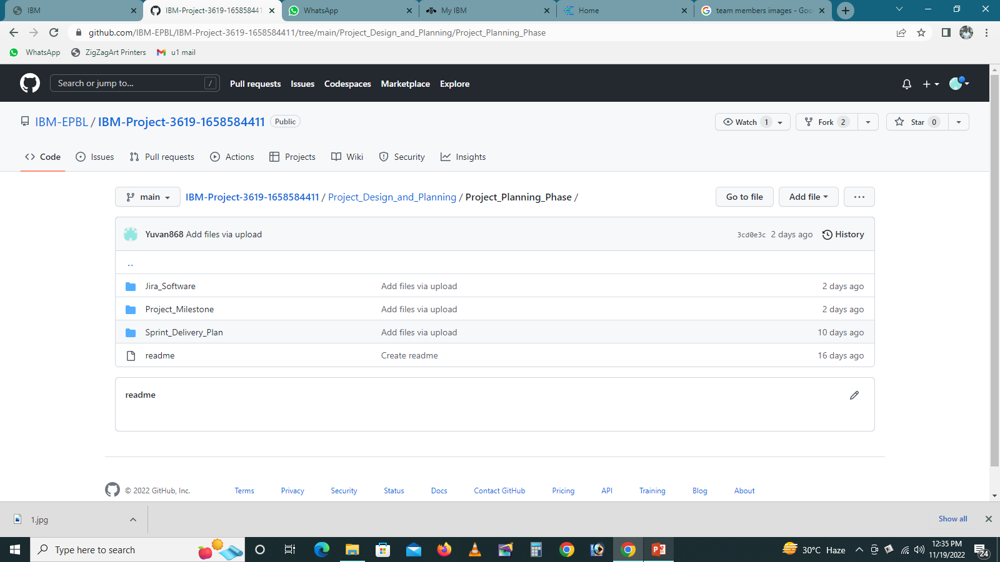 IBM
IBM-Project-3619-165858441
WhatsApp
My IBM
Home
team members images - Goo
github.com/IBM-EPBL/IBM-Project-3619-1658584411/tree/main/Project_Design_and_Planning/Project_Planning_Phase
WhatsApp
ZigZagArt Printers
u1 mail
Search or jump to...
/
Pull requests
Issues
Codespaces
Marketplace
Explore
IBM-EPBL / IBM-Project-3619-1658584411
Public
Watch 1
Fork 2
Star 0
Code
Issues
Pull requests
Actions
Projects
Wiki
Security
Insights
main
IBM-Project-3619-1658584411 / Project_Design_and_Planning / Project_Planning_Phase /
Go to file
Add file
...
Yuvan868 Add files via upload
3cd0e3c 2 days ago
History
..
Jira_Software Add files via upload 2 days ago
Project_Milestone Add files via upload 2 days ago
Sprint_Delivery_Plan Add files via upload 10 days ago
readme Create readme 16 days ago
readme
© 2022 GitHub, Inc.
Terms
Privacy
Security
Status
Docs
Contact GitHub
Pricing
API
Training
Blog
About
1.jpg
Show all
Type here to search
30°C Haze
12:35 PM
11/19/2022
24